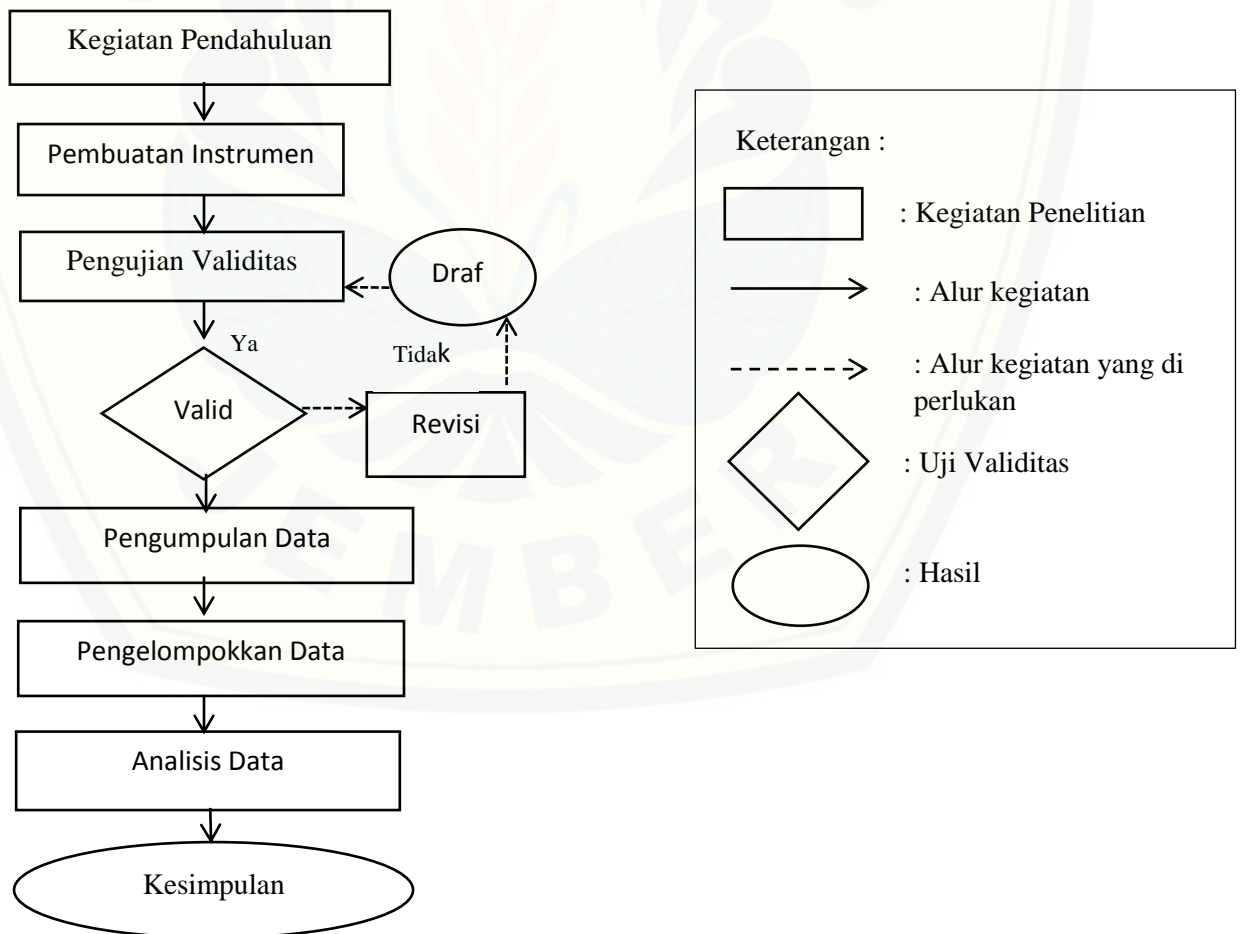 Kegiatan Pendahuluan
Pembuatan Instrumen
Pengujian Validitas
Draf
Ya
Tidak
Valid
Revisi
Pengumpulan Data
Pengelompokkan Data
Analisis Data
Kesimpulan
Keterangan :
: Kegiatan Penelitian
: Alur kegiatan
: Alur kegiatan yang di
perlukan
: Uji Validitas
: Hasil
JEMBER